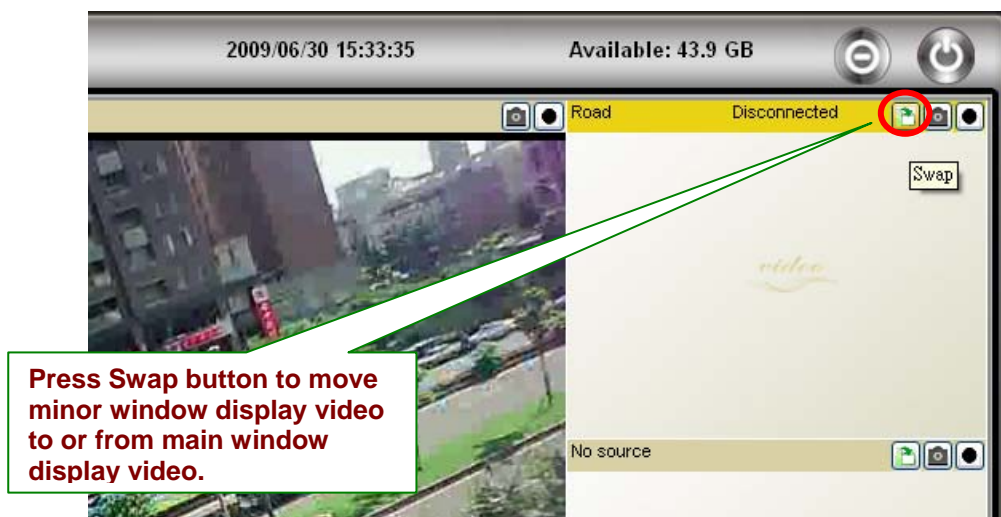 2009/06/30 15:33:35 Available: 43.9 GB
Road Disconnected
Swap
video
Press Swap button to move
minor window display video
to or from main window
display video.
No source